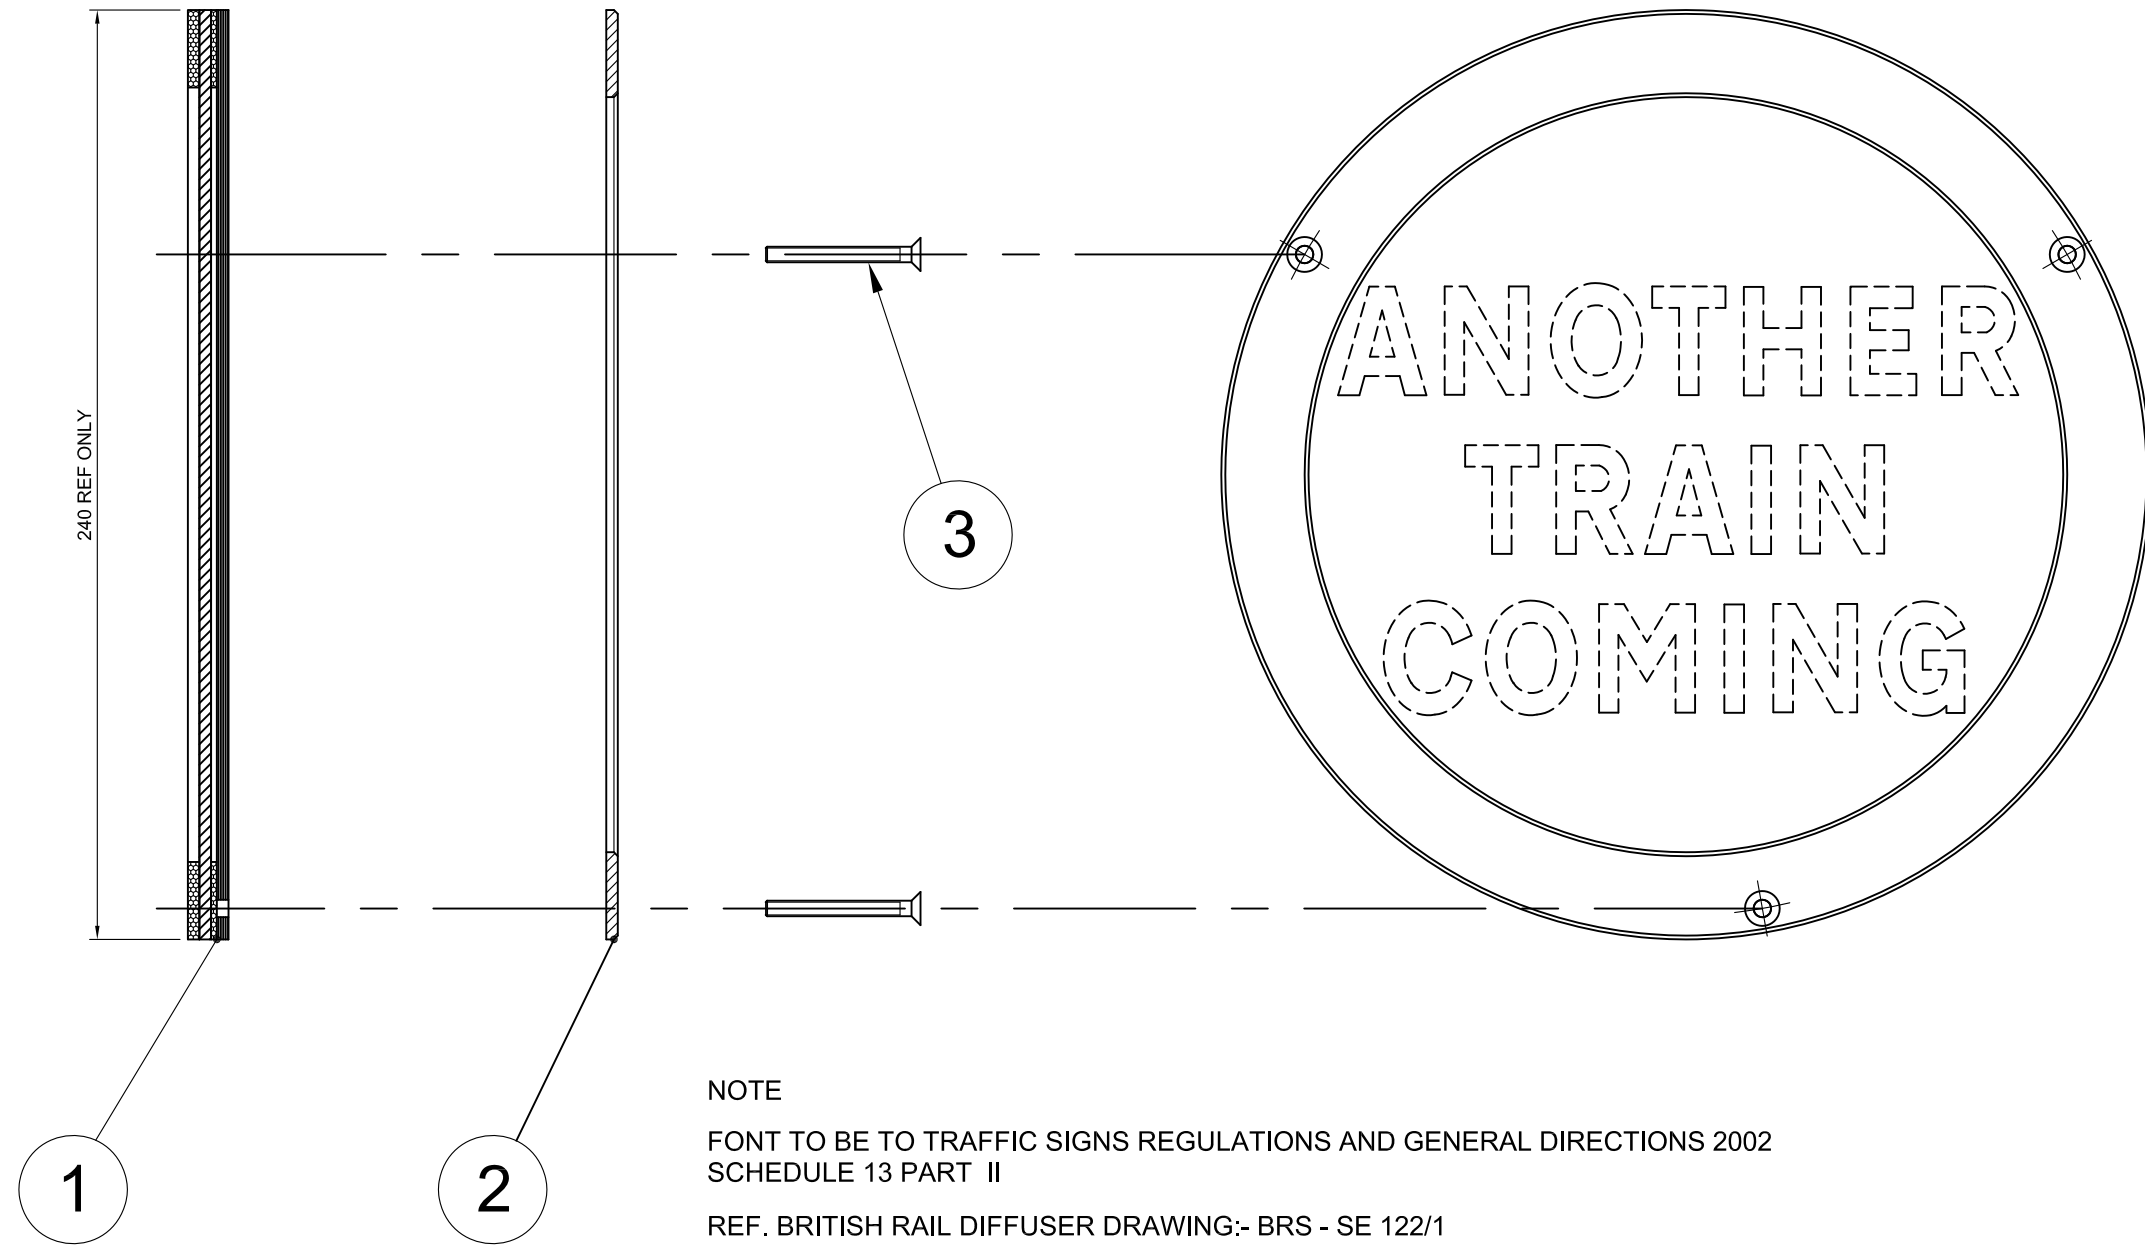 240 REF ONLY
ANOTHER
TRAIN
COMING
3
1
2
NOTE
FONT TO BE TO TRAFFIC SIGNS REGULATIONS AND GENERAL DIRECTIONS 2002
SCHEDULE 13 PART II
REF. BRITISH RAIL DIFFUSER DRAWING:- BRS - SE 122/1